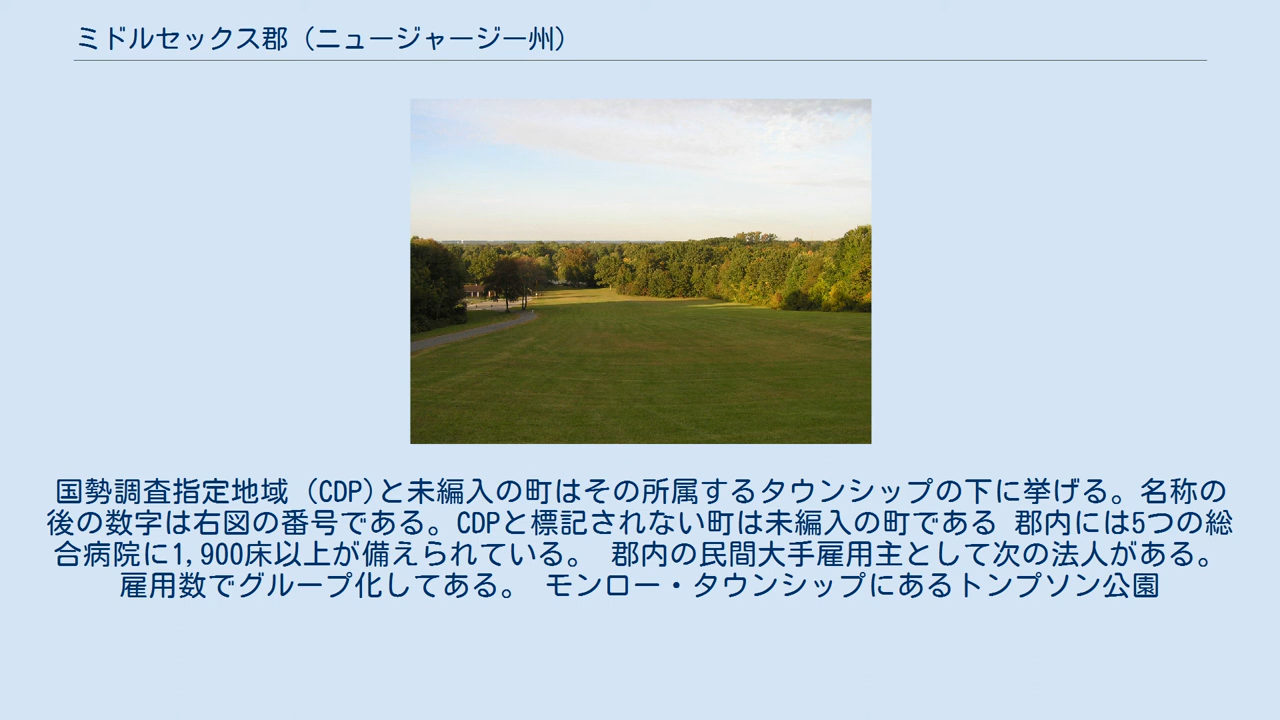 ミドルセックス郡 (ニュージャージー州)
国勢調査指定地域 (CDP)と未編入の町はその所属するタウンシップの下に挙げる。名称の
後の数字は右図の番号である。CDPと標記されない町は未編入の町である 郡内には5つの総
合病院に1,900床以上が備えられている。 郡内の民間大手雇用主として次の法人がある。
雇用数でグループ化してある。 モンロー・タウンシップにあるトンプソン公園